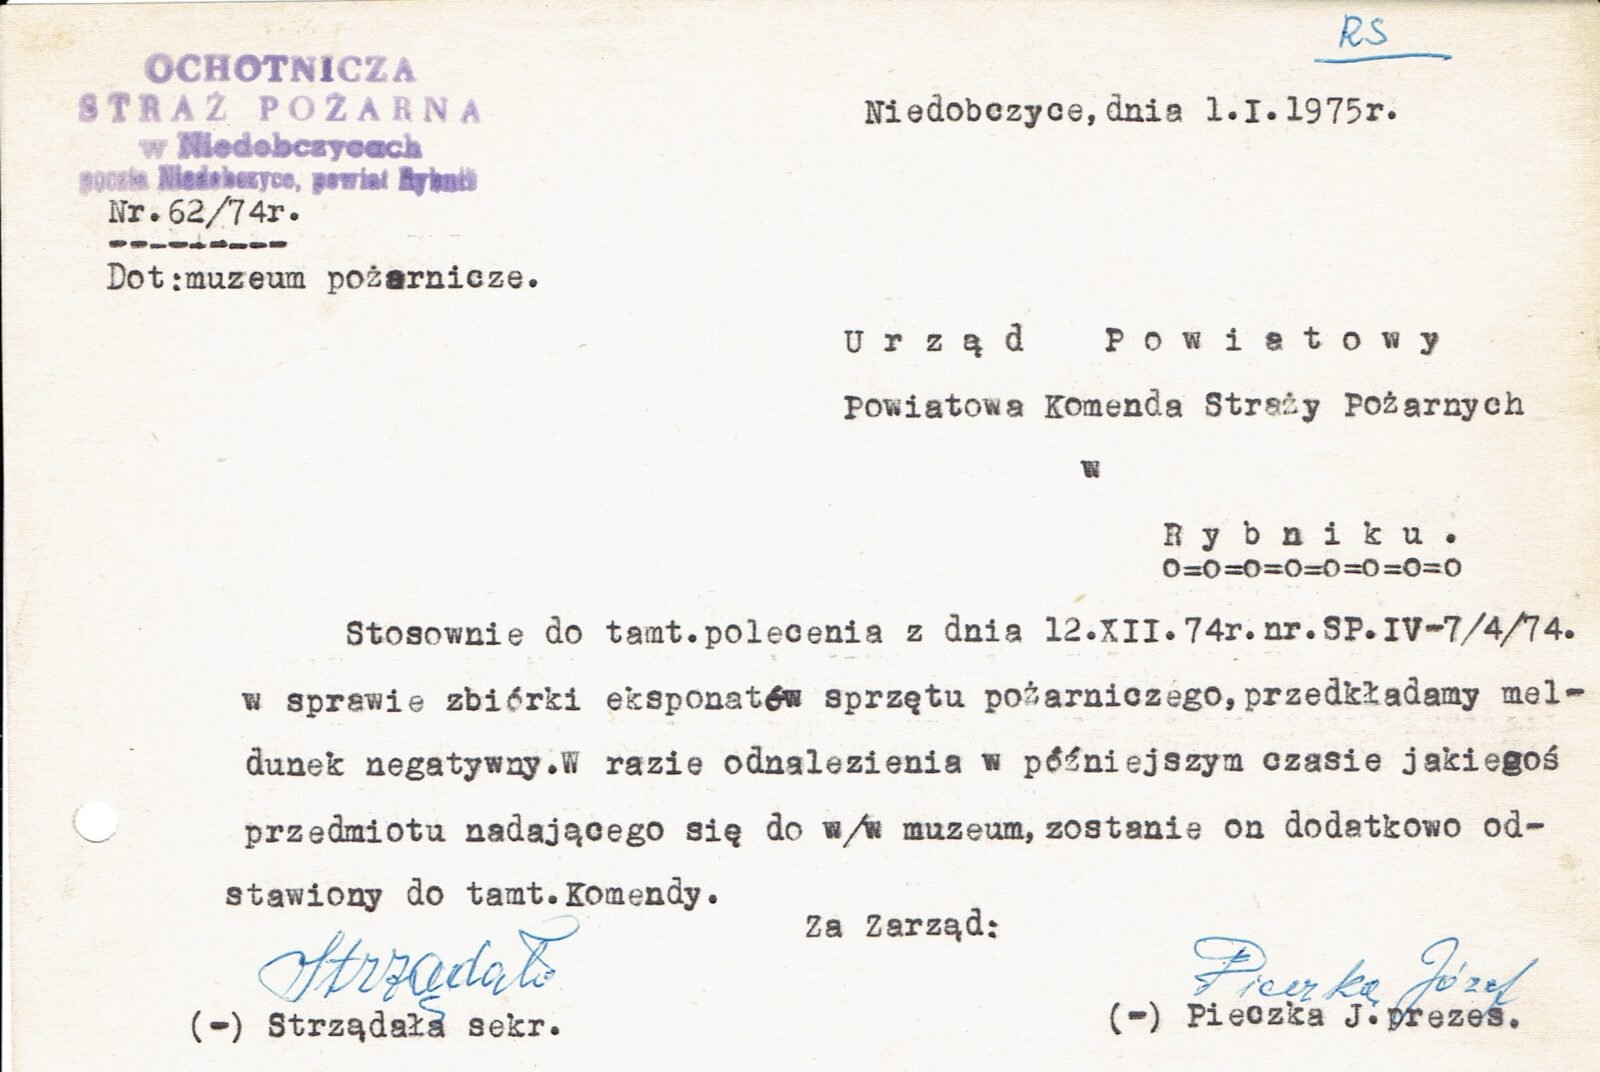 RS
OCHOTNICZA
STRAŻ POŻARNA
w Niedobczycach
poczta Niedobczyce, powiat Rybnik
Niedobczyce,dnia 1.I.1975r.
Nr.62/74r.
Dot:muzeum pożarnicze.
Urząd Powiatowy
Powiatowa Komenda Straży Pożarnych
w
Rybniku.
O=O=O=O=O=O=O=O
Stosownie do tamt.polecenia z dnia 12.XII.74r.nr.SP.IV-7/4/74.
w sprawie zbiórki eksponatów sprzętu pożarniczego,przedkładamy mel-
dunek negatywny.W razie odnalezienia w późniejszym czasie jakiegoś
przedmiotu nadającego się do w/w muzeum,zostanie on dodatkowo od-
stawiony do tamt.Komendy.
Za Zarząd:
Strządała
Pieczka Józef
(-) Strządała sekr.
(-) Pieczka J.prezes.